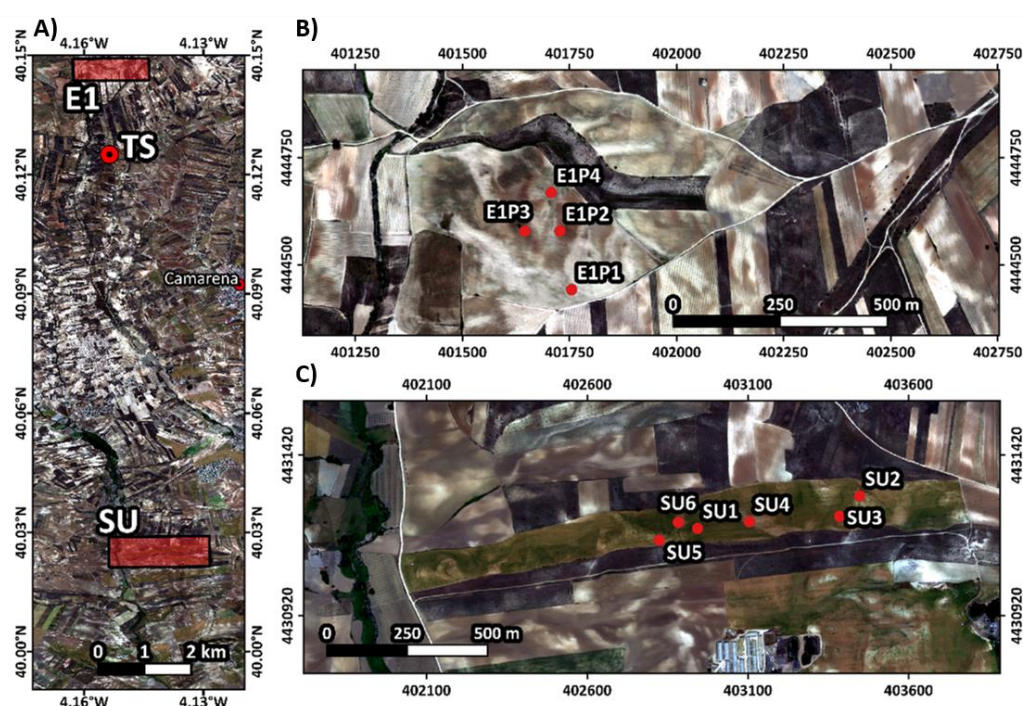 A)
4.16°W 4.13°W
40.15°N 40.15°N
E1
TS
40.12°N 40.12°N
Camarena
40.09°N 40.09°N
40.06°N 40.06°N
SU
40.03°N 40.03°N
0 1 2 km
40.00°N 40.00°N
4.16°W 4.13°W
B)
401250 401500 401750 402000 402250 402500 402750
4444750 4444750
E1P4
E1P3 E1P2
4444500 4444500
E1P1
0 250 500 m
401250 401500 401750 402000 402250 402500 402750
C)
402100 402600 403100 403600
4431420 4431420
SU2
SU6 SU1 SU4
SU3
SU5
4430920 4430920
0 250 500 m
402100 402600 403100 403600